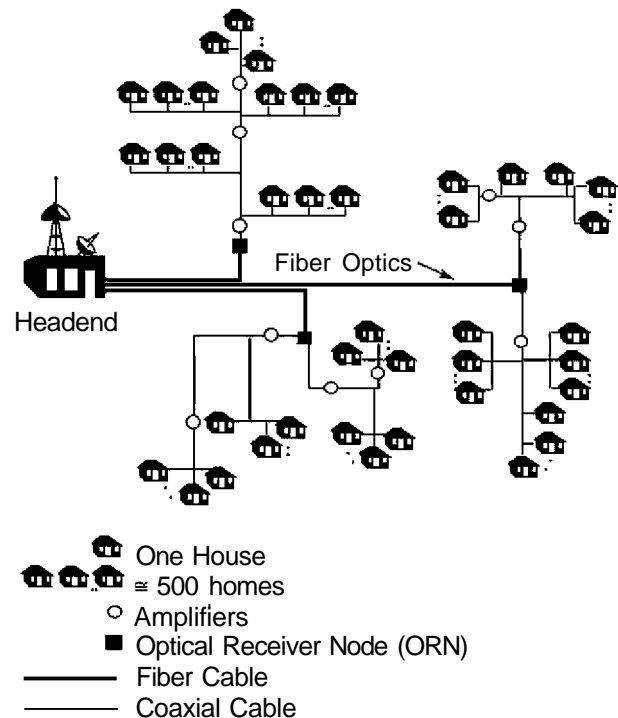 Fiber Optics
Headend
One House
≅ 500 homes
Amplifiers
Optical Receiver Node (ORN)
Fiber Cable
Coaxial Cable